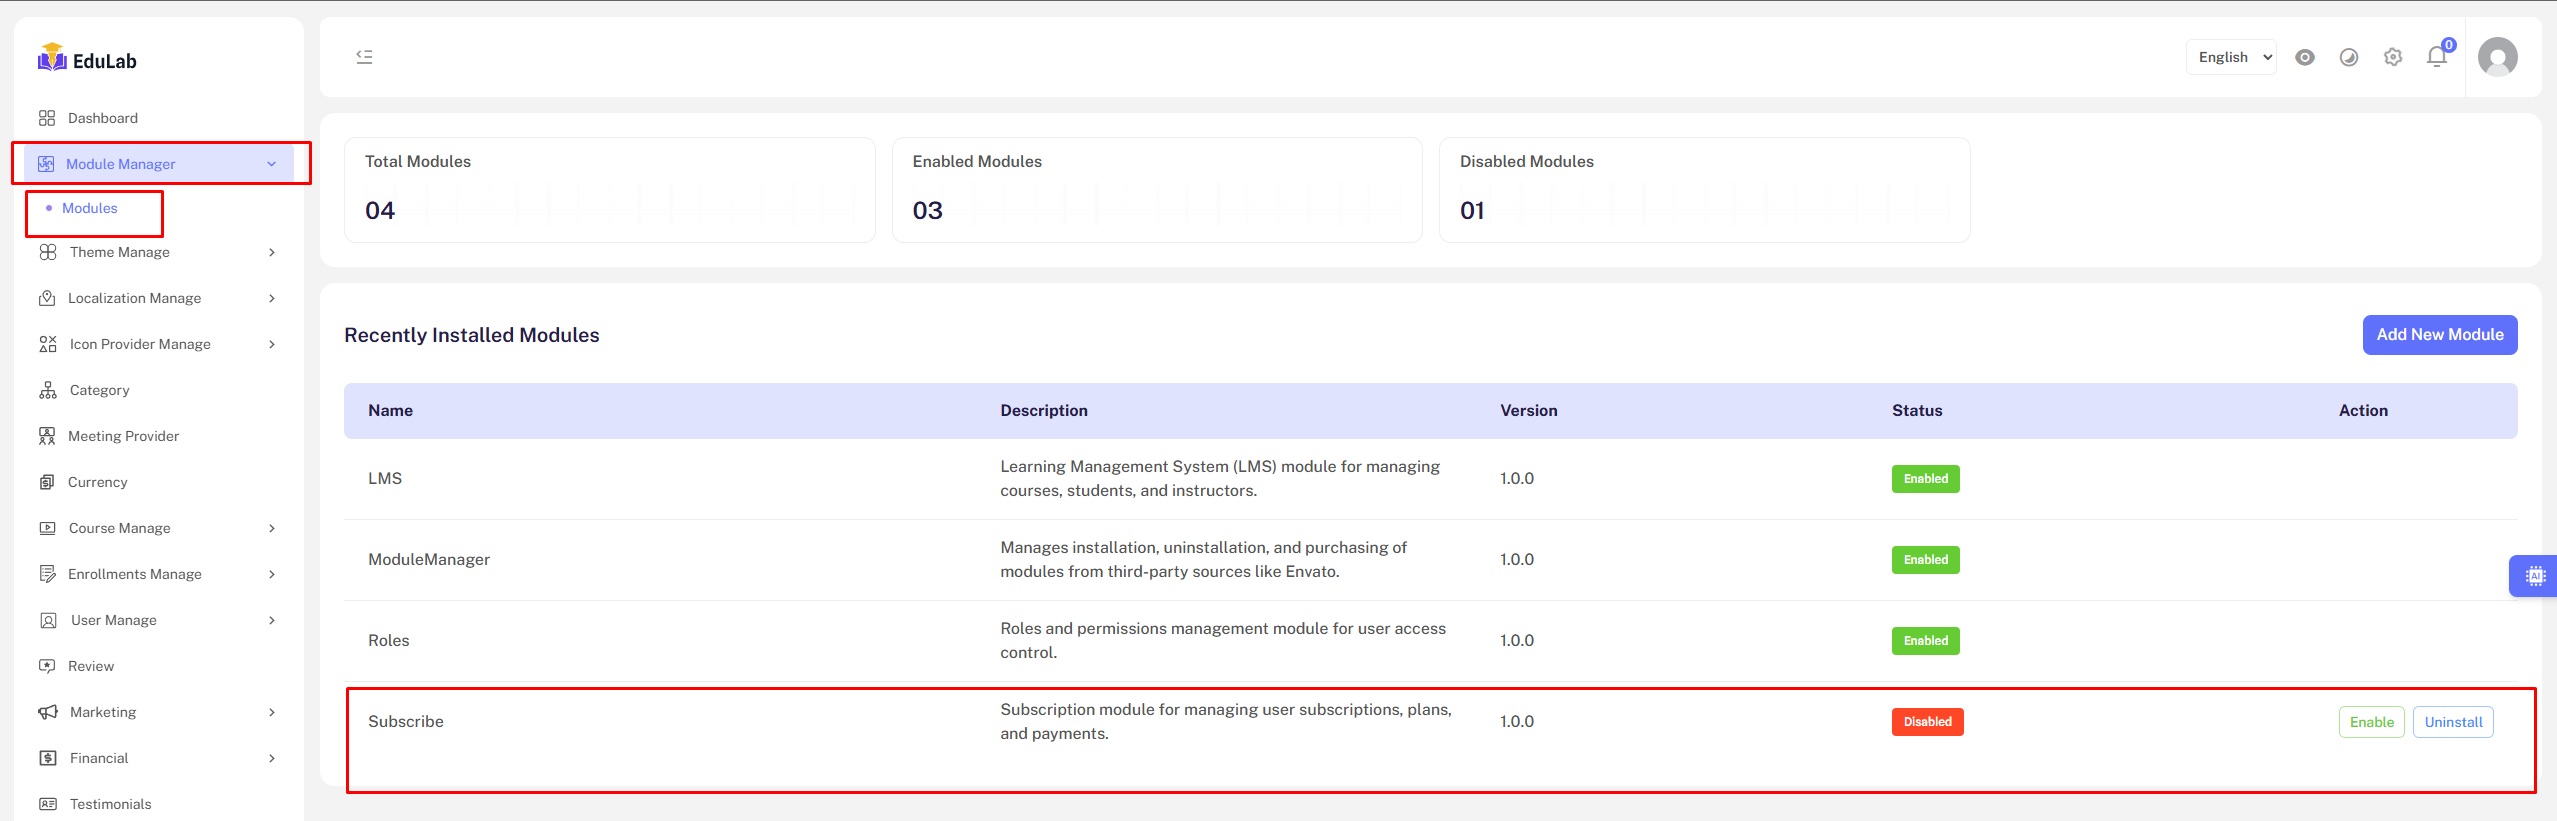 EduLab
Dashboard
Module Manager
Modules
Theme Manage
Localization Manage
Icon Provider Manage
Category
Meeting Provider
Currency
Course Manage
Enrollments Manage
User Manage
Review
Marketing
Financial
Testimonials
English
0
Total Modules
04
Enabled Modules
03
Disabled Modules
01
Recently Installed Modules
Add New Module
Name Description Version Status Action
LMS
Learning Management System (LMS) module for managing
courses, students, and instructors.
1.0.0
Enabled
ModuleManager
Manages installation, uninstallation, and purchasing of
modules from third-party sources like Envato.
1.0.0
Enabled
Roles
Roles and permissions management module for user access
control.
1.0.0
Enabled
Subscribe
Subscription module for managing user subscriptions, plans,
and payments.
1.0.0
Disabled
Enable Uninstall
AI